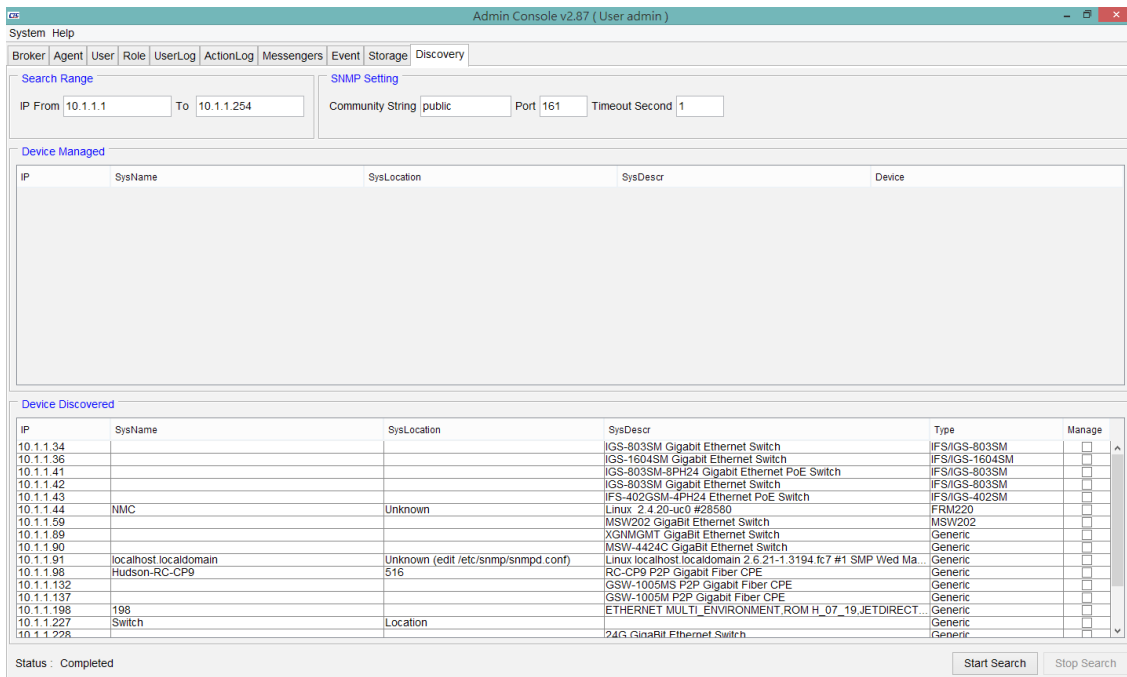 CTS Admin Console v2.87 ( User admin )
System Help
Broker Agent User Role UserLog ActionLog Messengers Event Storage Discovery
Search Range SNMP Setting
IP From 10.1.1.1 To 10.1.1.254 Community String public Port 161 Timeout Second 1
Device Managed
IP SysName SysLocation SysDescr Device
Device Discovered
IP SysName SysLocation SysDescr Type Manage
10.1.1.34 IGS-803SM Gigabit Ethernet Switch IFS/IGS-803SM
10.1.1.36 IGS-1604SM Gigabit Ethernet Switch IFS/IGS-1604SM
10.1.1.41 IGS-803SM-8PH24 Gigabit Ethernet PoE Switch IFS/IGS-803SM
10.1.1.42 IGS-803SM Gigabit Ethernet Switch IFS/IGS-803SM
10.1.1.43 IFS-402GSM-4PH24 Ethernet PoE Switch IFS/IGS-402SM
10.1.1.44 NMC Unknown Linux 2.4.20-uc0 #28580 FRM220
10.1.1.59 MSW202 GigaBit Ethernet Switch MSW202
10.1.1.89 XGNMGMT GigaBit Ethernet Switch Generic
10.1.1.90 MSW-4424C GigaBit Ethernet Switch Generic
10.1.1.91 localhost.localdomain Unknown (edit /etc/snmp/snmpd.conf) Linux localhost.localdomain 2.6.21-1.3194.fc7 #1 SMP Wed Ma... Generic
10.1.1.98 Hudson-RC-CP9 516 RC-CP9 P2P Gigabit Fiber CPE Generic
10.1.1.132 GSW-1005MS P2P Gigabit Fiber CPE Generic
10.1.1.137 GSW-1005M P2P Gigabit Fiber CPE Generic
10.1.1.198 198 ETHERNET MULTI_ENVIRONMENT,ROM H_07_19,JETDIRECT... Generic
10.1.1.227 Switch Location Generic
10.1.1.228 24G GigaBit Ethernet Switch Generic
Status : Completed Start Search Stop Search